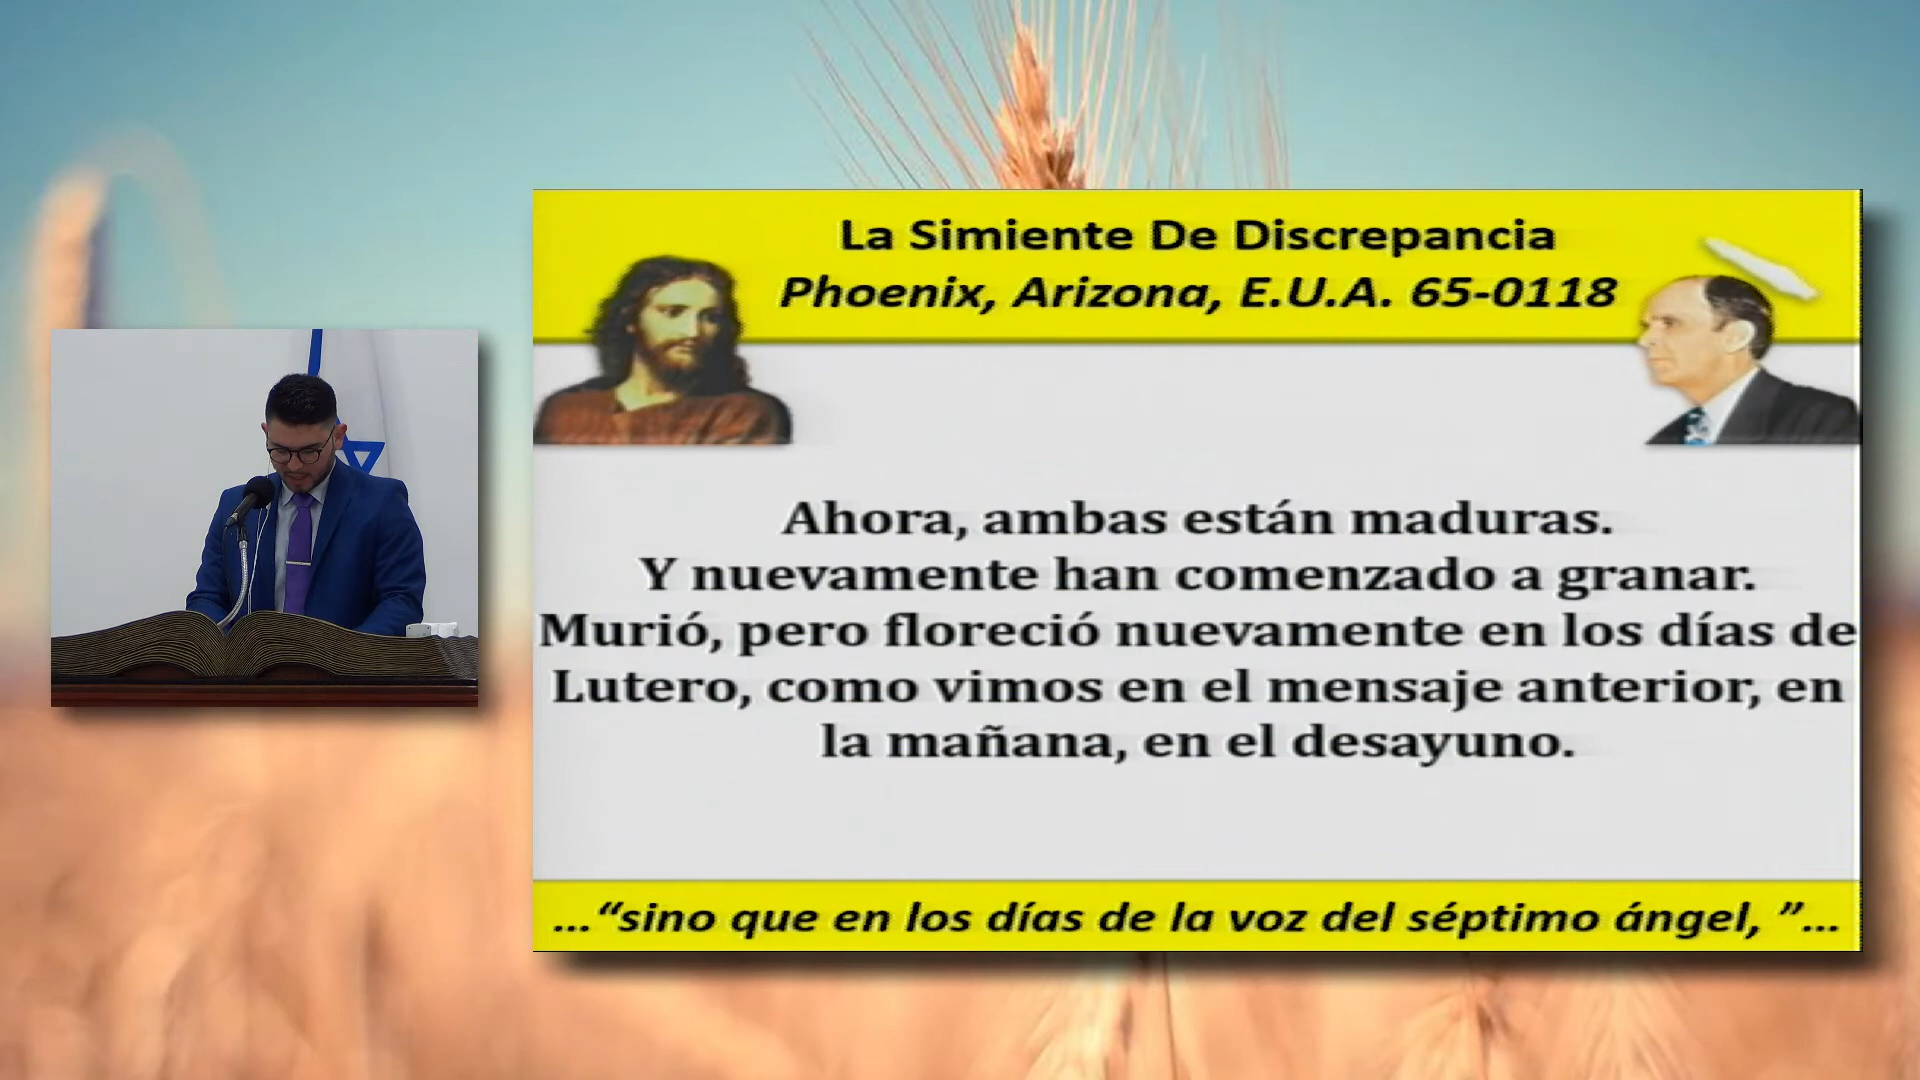 La Simiente De Discrepancia
Phoenix, Arizona, E.U.A. 65-0118
Ahora, ambas están maduras.
Y nuevamente han comenzado a granar.
Murió, pero floreció nuevamente en los días de
Lutero, como vimos en el mensaje anterior, en
la mañana, en el desayuno.
...“sino que en los días de la voz del séptimo ángel, ”...